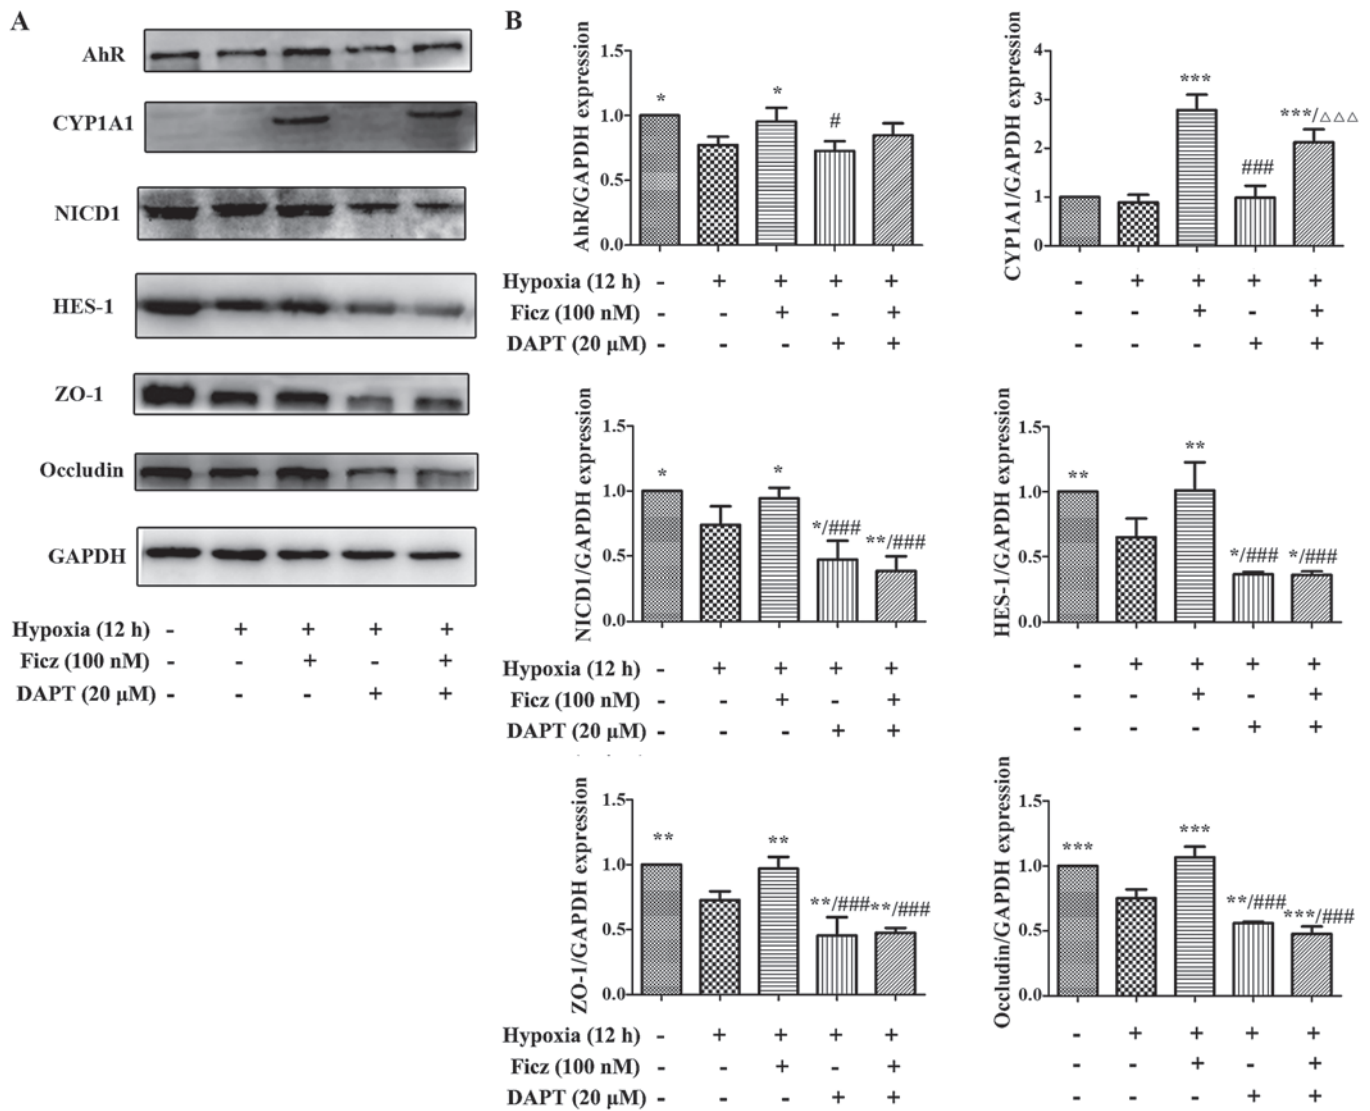 A
AhR
CYP1A1
NICD1
HES-1
ZO-1
Occludin
GAPDH
Hypoxia (12 h) - + + + +
Ficz (100 nM) - - + - +
DAPT (20 μM) - - - + +
B
AhR/GAPDH expression
1.5
1.0
0.5
0.0
* * #
Hypoxia (12 h) - + + + +
Ficz (100 nM) - - + - +
DAPT (20 μM) - - - + +
CYP1A1/GAPDH expression
4
3
2
1
0
*** ### ***/△△△
- + + + +
- - + - +
- - - + +
NICD1/GAPDH expression
1.5
1.0
0.5
0.0
* * */### **/###
Hypoxia (12 h) - + + + +
Ficz (100 nM) - - + - +
DAPT (20 μM) - - - + +
HES-1/GAPDH expression
1.5
1.0
0.5
0.0
** ** */### */###
- + + + +
- - + - +
- - - + +
ZO-1/GAPDH expression
1.5
1.0
0.5
0.0
** ** **/### **/###
Hypoxia (12 h) - + + + +
Ficz (100 nM) - - + - +
DAPT (20 μM) - - - + +
Occludin/GAPDH expression
1.5
1.0
0.5
0.0
*** *** **/### ***/###
- + + + +
- - + - +
- - - + +